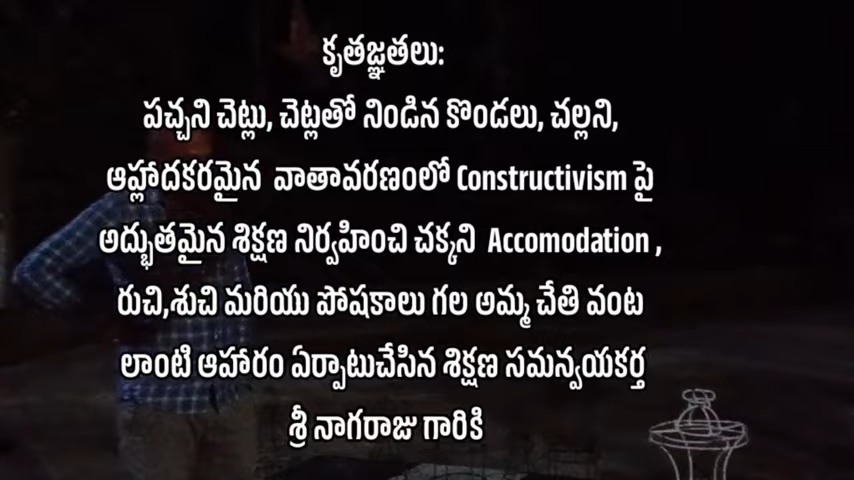 కృతజ్ఞతలు:
పచ్చని చెట్లు, చెట్లతో నిండిన కొండలు, చల్లని,
ఆహ్లాదకరమైన వాతావరణంలో Constructivism పై
అద్భుతమైన శిక్షణ నిర్వహించి చక్కని Accomodation ,
రుచి,శుచి మరియు పోషకాలు గల అమ్మ చేతి వంట
లాంటి ఆహారం ఏర్పాటుచేసిన శిక్షణ సమన్వయకర్త
శ్రీ నాగరాజు గారికి